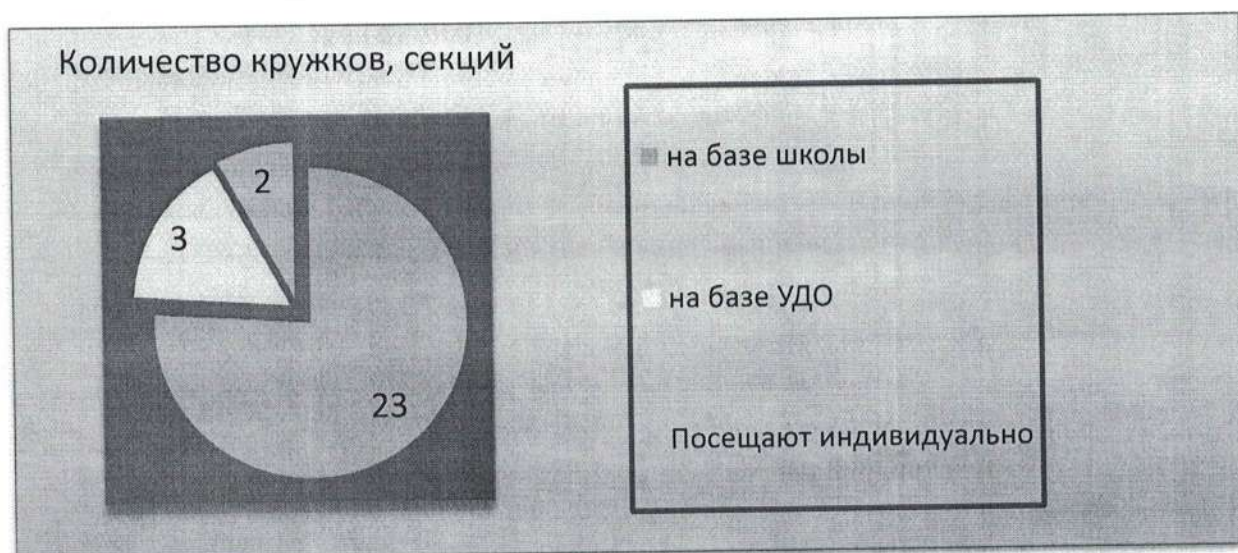 Количество кружков, секций
2
3
23
на базе школы
на базе УДО
Посещают индивидуально